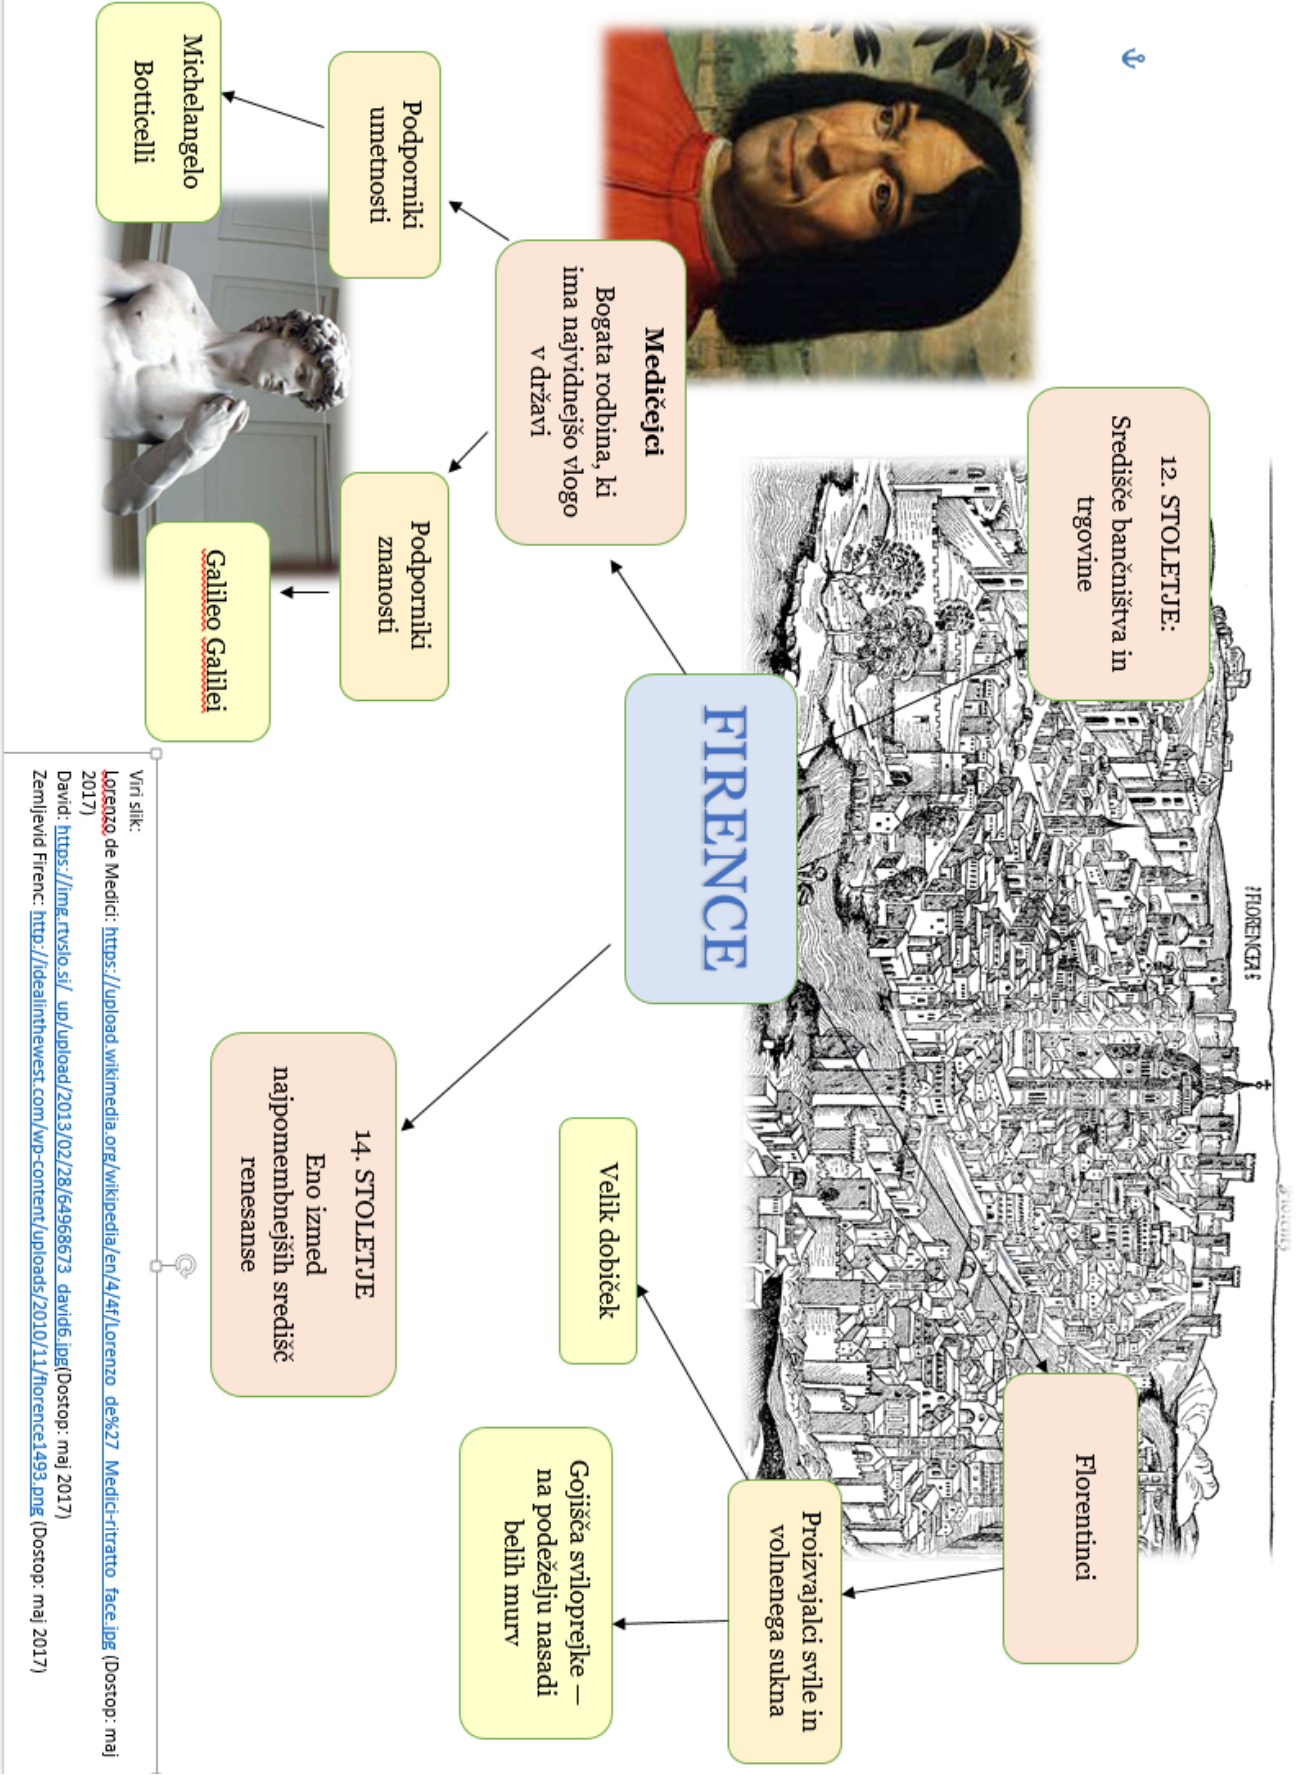 FLORENCIA
12. STOLETJE:
Središče bančništva in
trgovine
Medičejci
Bogata rodbina, ki
ima najvidnejšo vlogo
v državi
Podporniki
umetnosti
Michelangelo
Botticelli
Podporniki
znanosti
Galileo Galilei
FIRENCE
Florentinci
Proizvajalci svile in
volnenega sukna
Velik dobiček
Gojišča sviloprejke —
na podeželju nasadi
belih murv
14. STOLETJE
Eno izmed
najpomembnejših središč
renesanse
Viri slik:
Lorenzo de Medici: https://upload.wikimedia.org/wikipedia/en/4/4f/Lorenzo_de%27_Medici-ritratto_face.jpg (Dostop: maj
2017)
David: https://img.rtvslo.si/_up/upload/2013/02/28/64968673_david6.jpg(Dostop: maj 2017)
Zemljevid Firenc: http://idealinthewest.com/wp-content/uploads/2010/11/florence1493.png (Dostop: maj 2017)